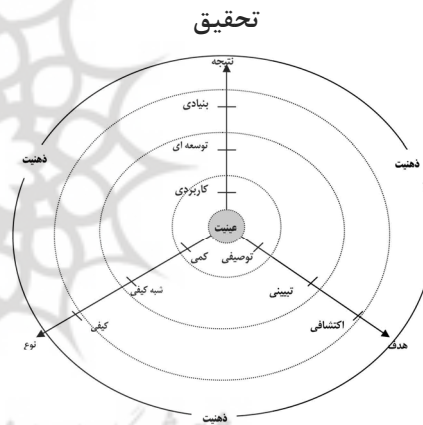 تحقیق
نتیجه
بنیادی
ذهنیت
ذهنیت
توسعه ای
کاربردی
عینیت
توصیفی
کمی
تبیینی
شبه کیفی
اکتشافی
کیفی
هدف
نوع
ذهنیت